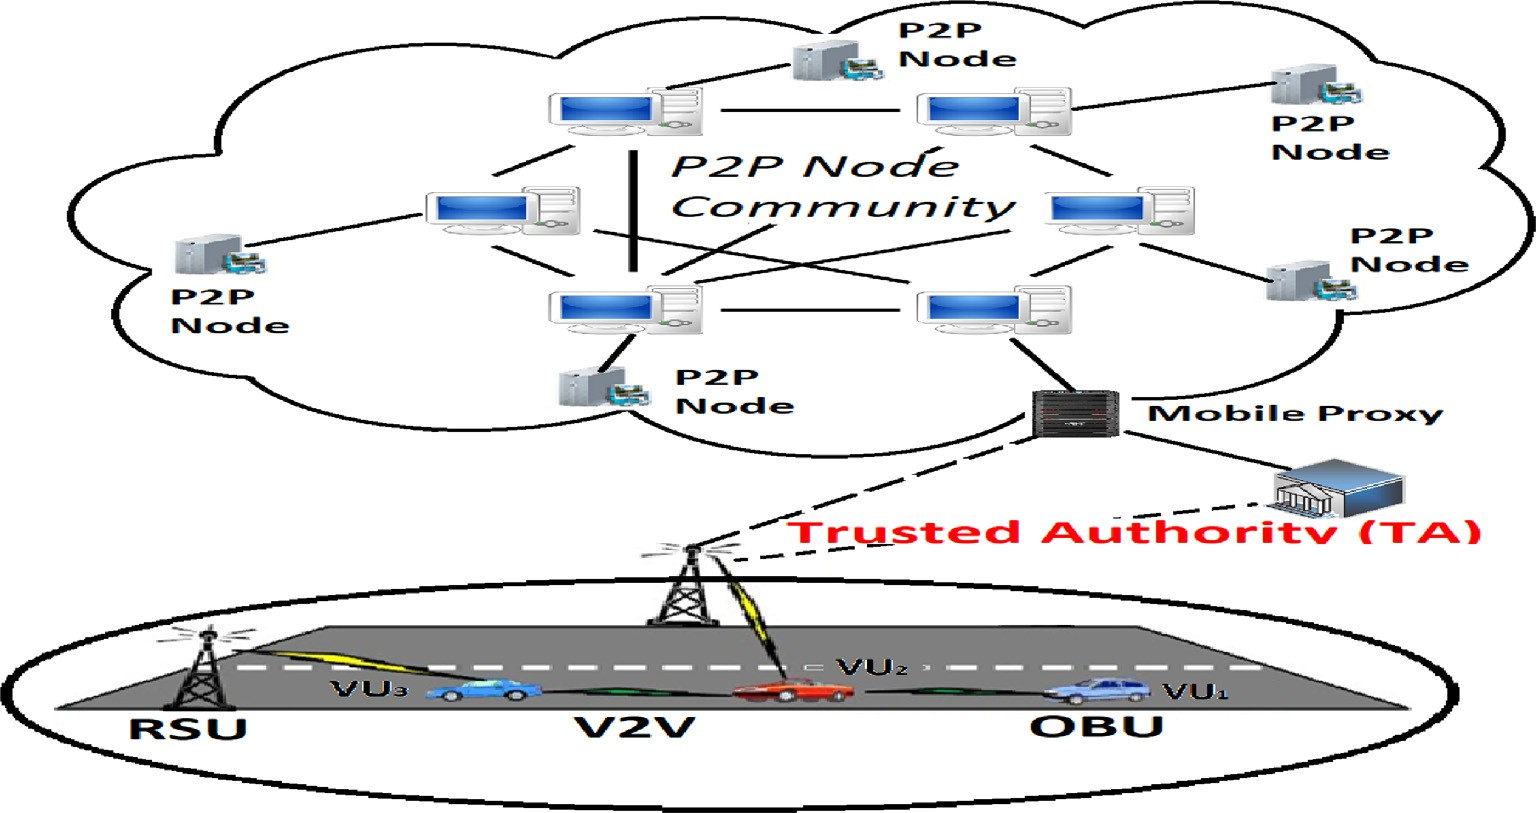 P2P
Node
P2P
Node
P2P Node
Community
P2P
Node
P2P
Node
P2P
Node
Mobile Proxy
Trusted Authority (TA)
VU₂
VU₃
VU₁
RSU
V2V
OBU